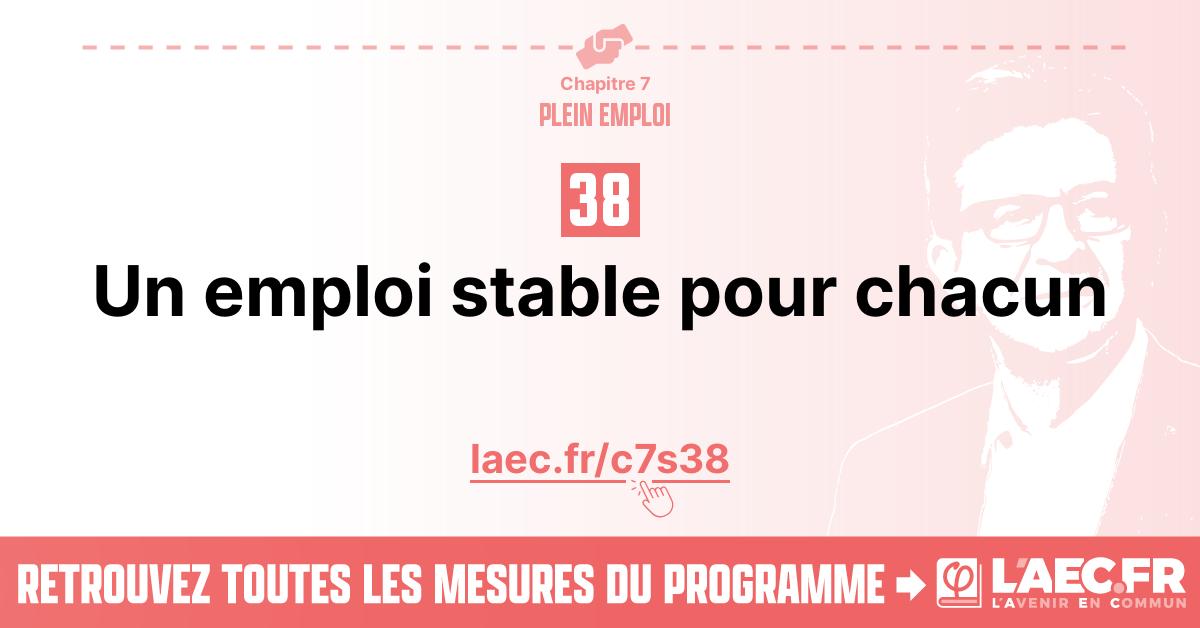 Chapitre 7
PLEIN EMPLOI
38
Un emploi stable pour chacun
laec.fr/c7s38
RETROUVEZ TOUTES LES MESURES DU PROGRAMME
φ L'AEC.FR
L'AVENIR EN COMMUN